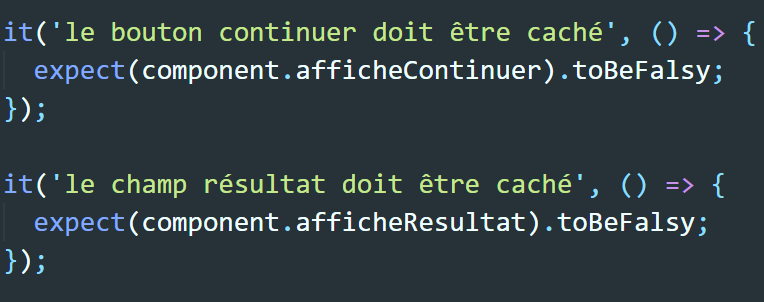 it('le bouton continuer doit être caché', () => {
  expect(component.afficheContinuer).toBeFalsy;
});
it('le champ résultat doit être caché', () => {
  expect(component.afficheResultat).toBeFalsy;
});